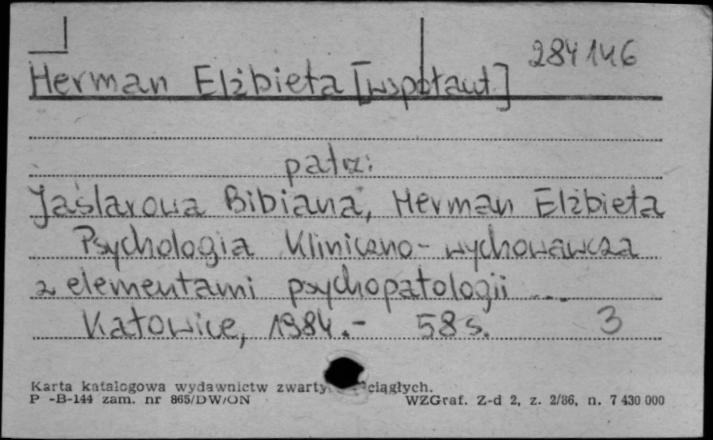 284146
Herman Elżbieta [współaut]
patrz:
Jaślarowa Bibiana, Herman Elżbieta
Psychologia kliniczno-wychowawcza
z elementami psychopatologii ...
Katowice, 1984.- 58 s. 3
Karta katalogowa wydawnictw zwarty ciągłych.
P -B-144 zam. nr 865/DW/ON WZGraf. Z-d 2, z. 2/86, n. 7 430 000